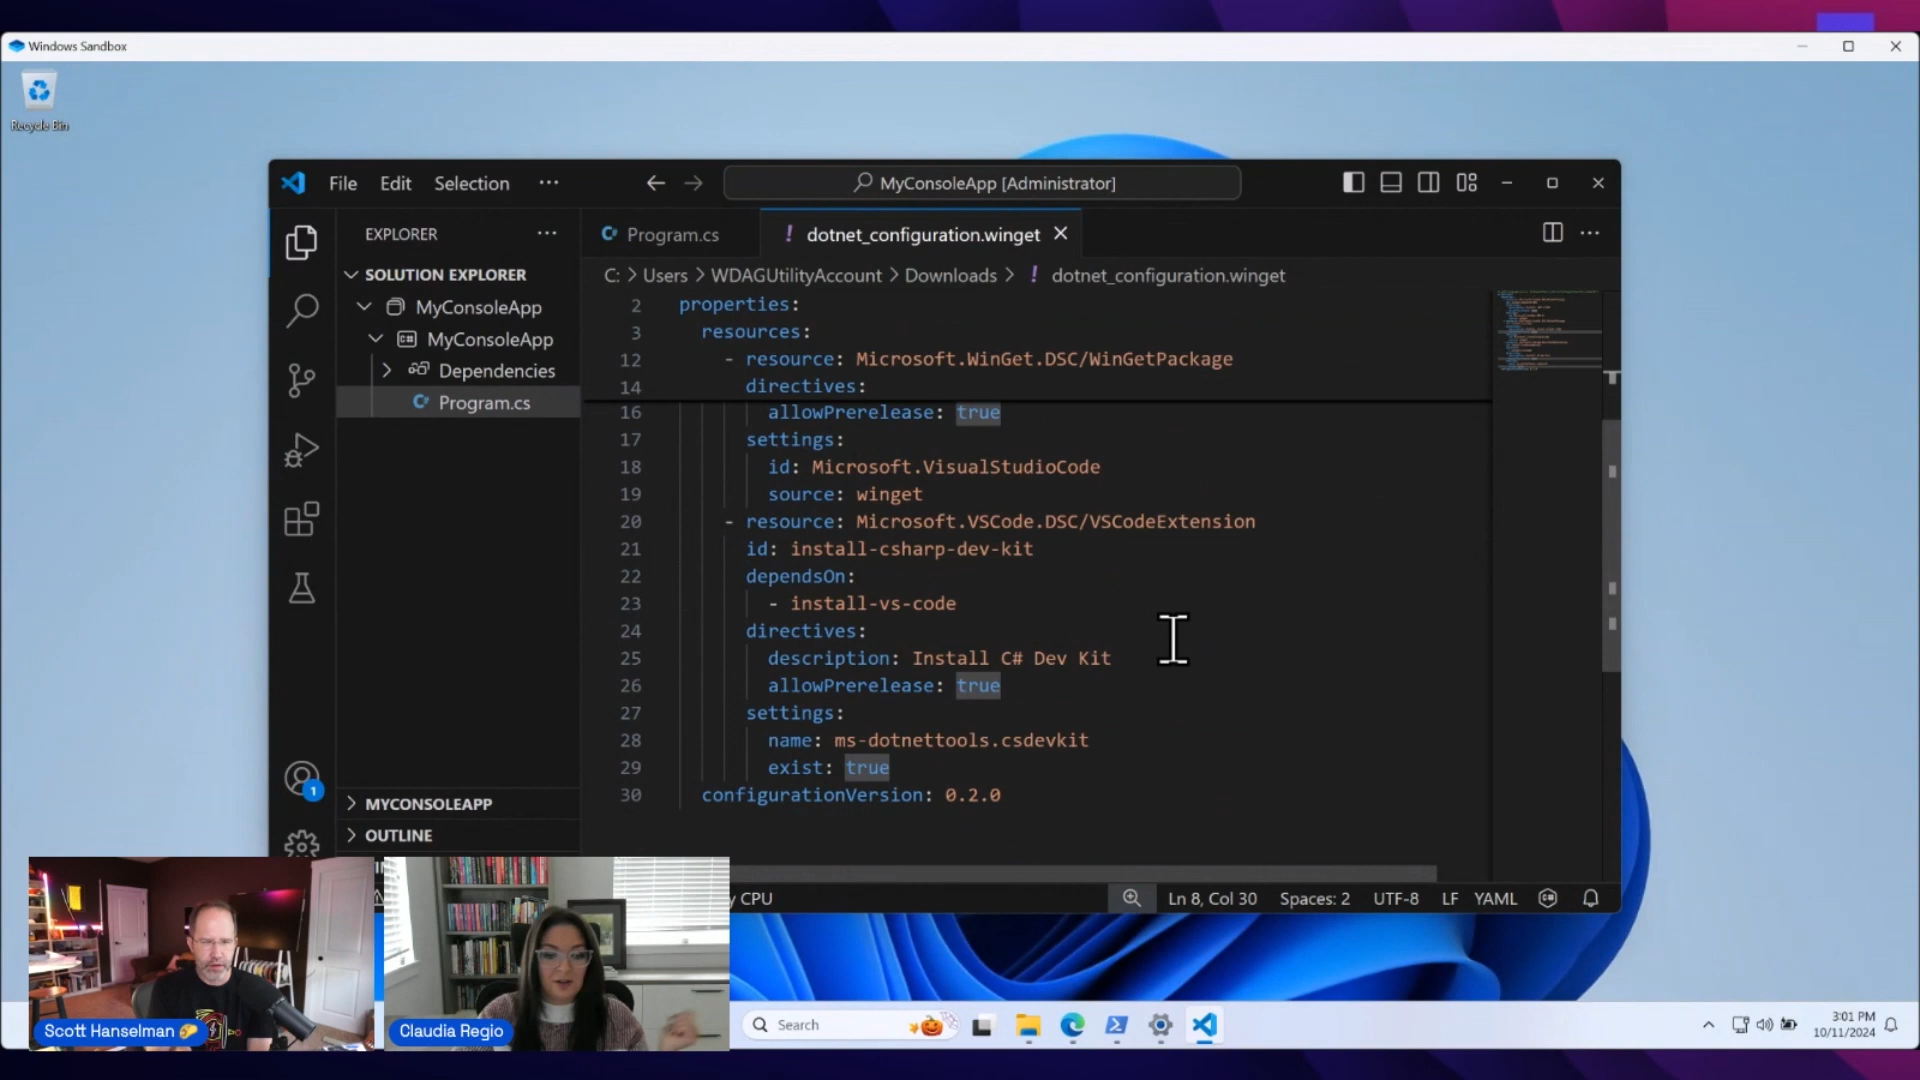 Windows Sandbox
Recycle Bin
File Edit Selection ...
MyConsoleApp [Administrator]
EXPLORER
SOLUTION EXPLORER
MyConsoleApp
MyConsoleApp
Dependencies
Program.cs
MYCONSOLEAPP
OUTLINE
1
Program.cs
dotnet_configuration.winget
C: > Users > WDAGUtilityAccount > Downloads > ! dotnet_configuration.winget
2 properties:
3 resources:
12 - resource: Microsoft.WinGet.DSC/WinGetPackage
14 directives:
16 allowPrerelease: true
17 settings:
18 id: Microsoft.VisualStudioCode
19 source: winget
20 - resource: Microsoft.VSCode.DSC/VSCodeExtension
21 id: install-csharp-dev-kit
22 dependsOn:
23 - install-vs-code
24 directives:
25 description: Install C# Dev Kit
26 allowPrerelease: true
27 settings:
28 name: ms-dotnettools.csdevkit
29 exist: true
30 configurationVersion: 0.2.0
y CPU
Ln 8, Col 30 Spaces: 2 UTF-8 LF YAML
Scott Hanselman
Claudia Regio
Search
3:01 PM
10/11/2024